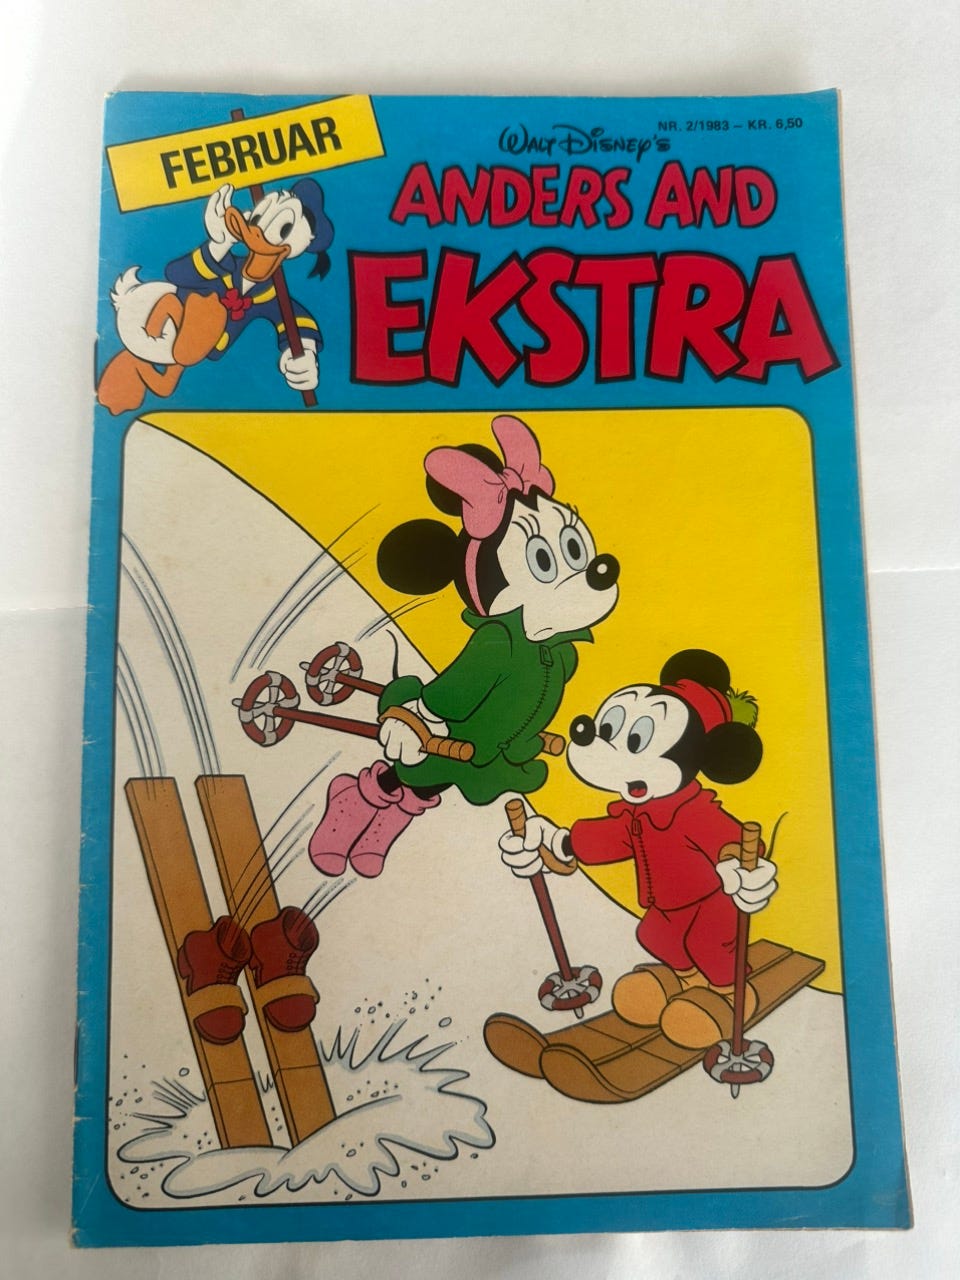 FEBRUAR
NR. 2/1983 – KR. 6,50
Walt Disney's
ANDERS AND
EKSTRA